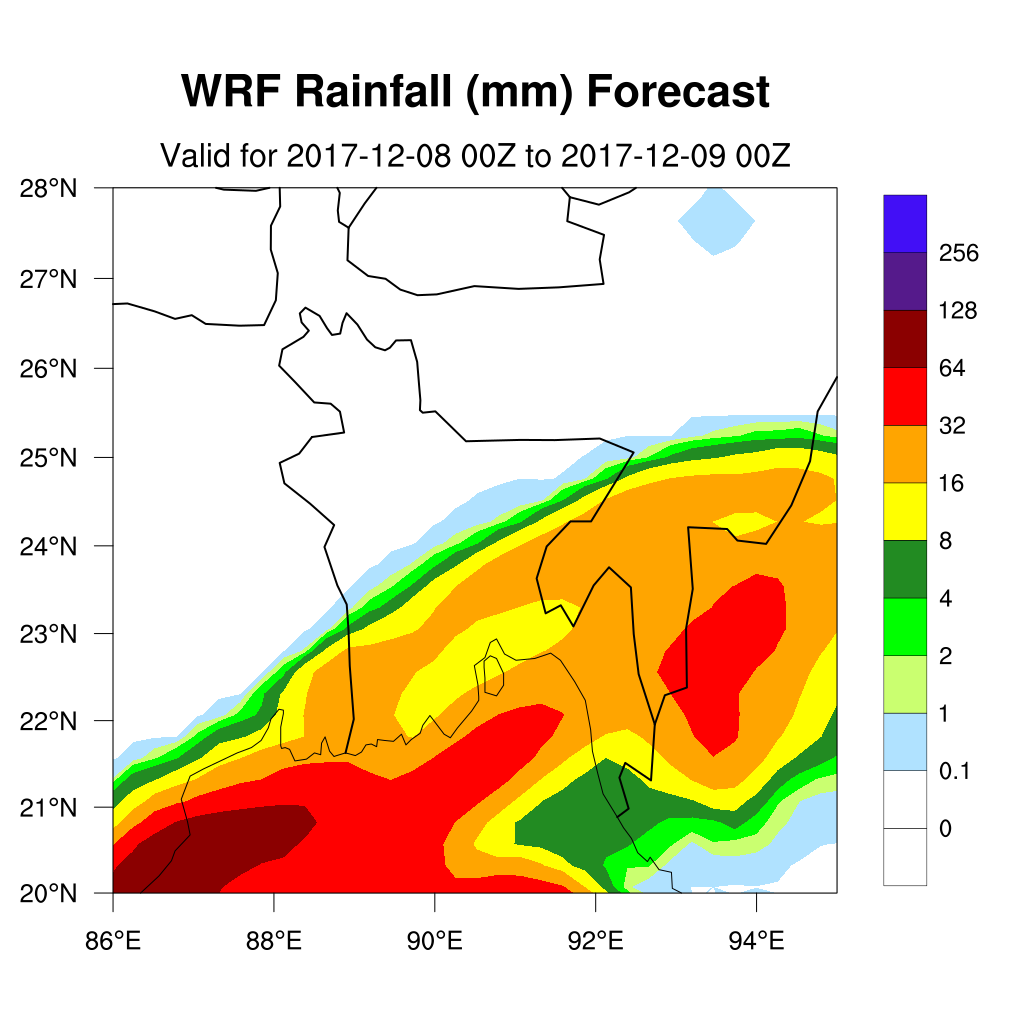 WRF Rainfall (mm) Forecast
Valid for 2017-12-08 00Z to 2017-12-09 00Z
28°N
27°N
26°N
25°N
24°N
23°N
22°N
21°N
20°N
86°E 88°E 90°E 92°E 94°E
256
128
64
32
16
8
4
2
1
0.1
0